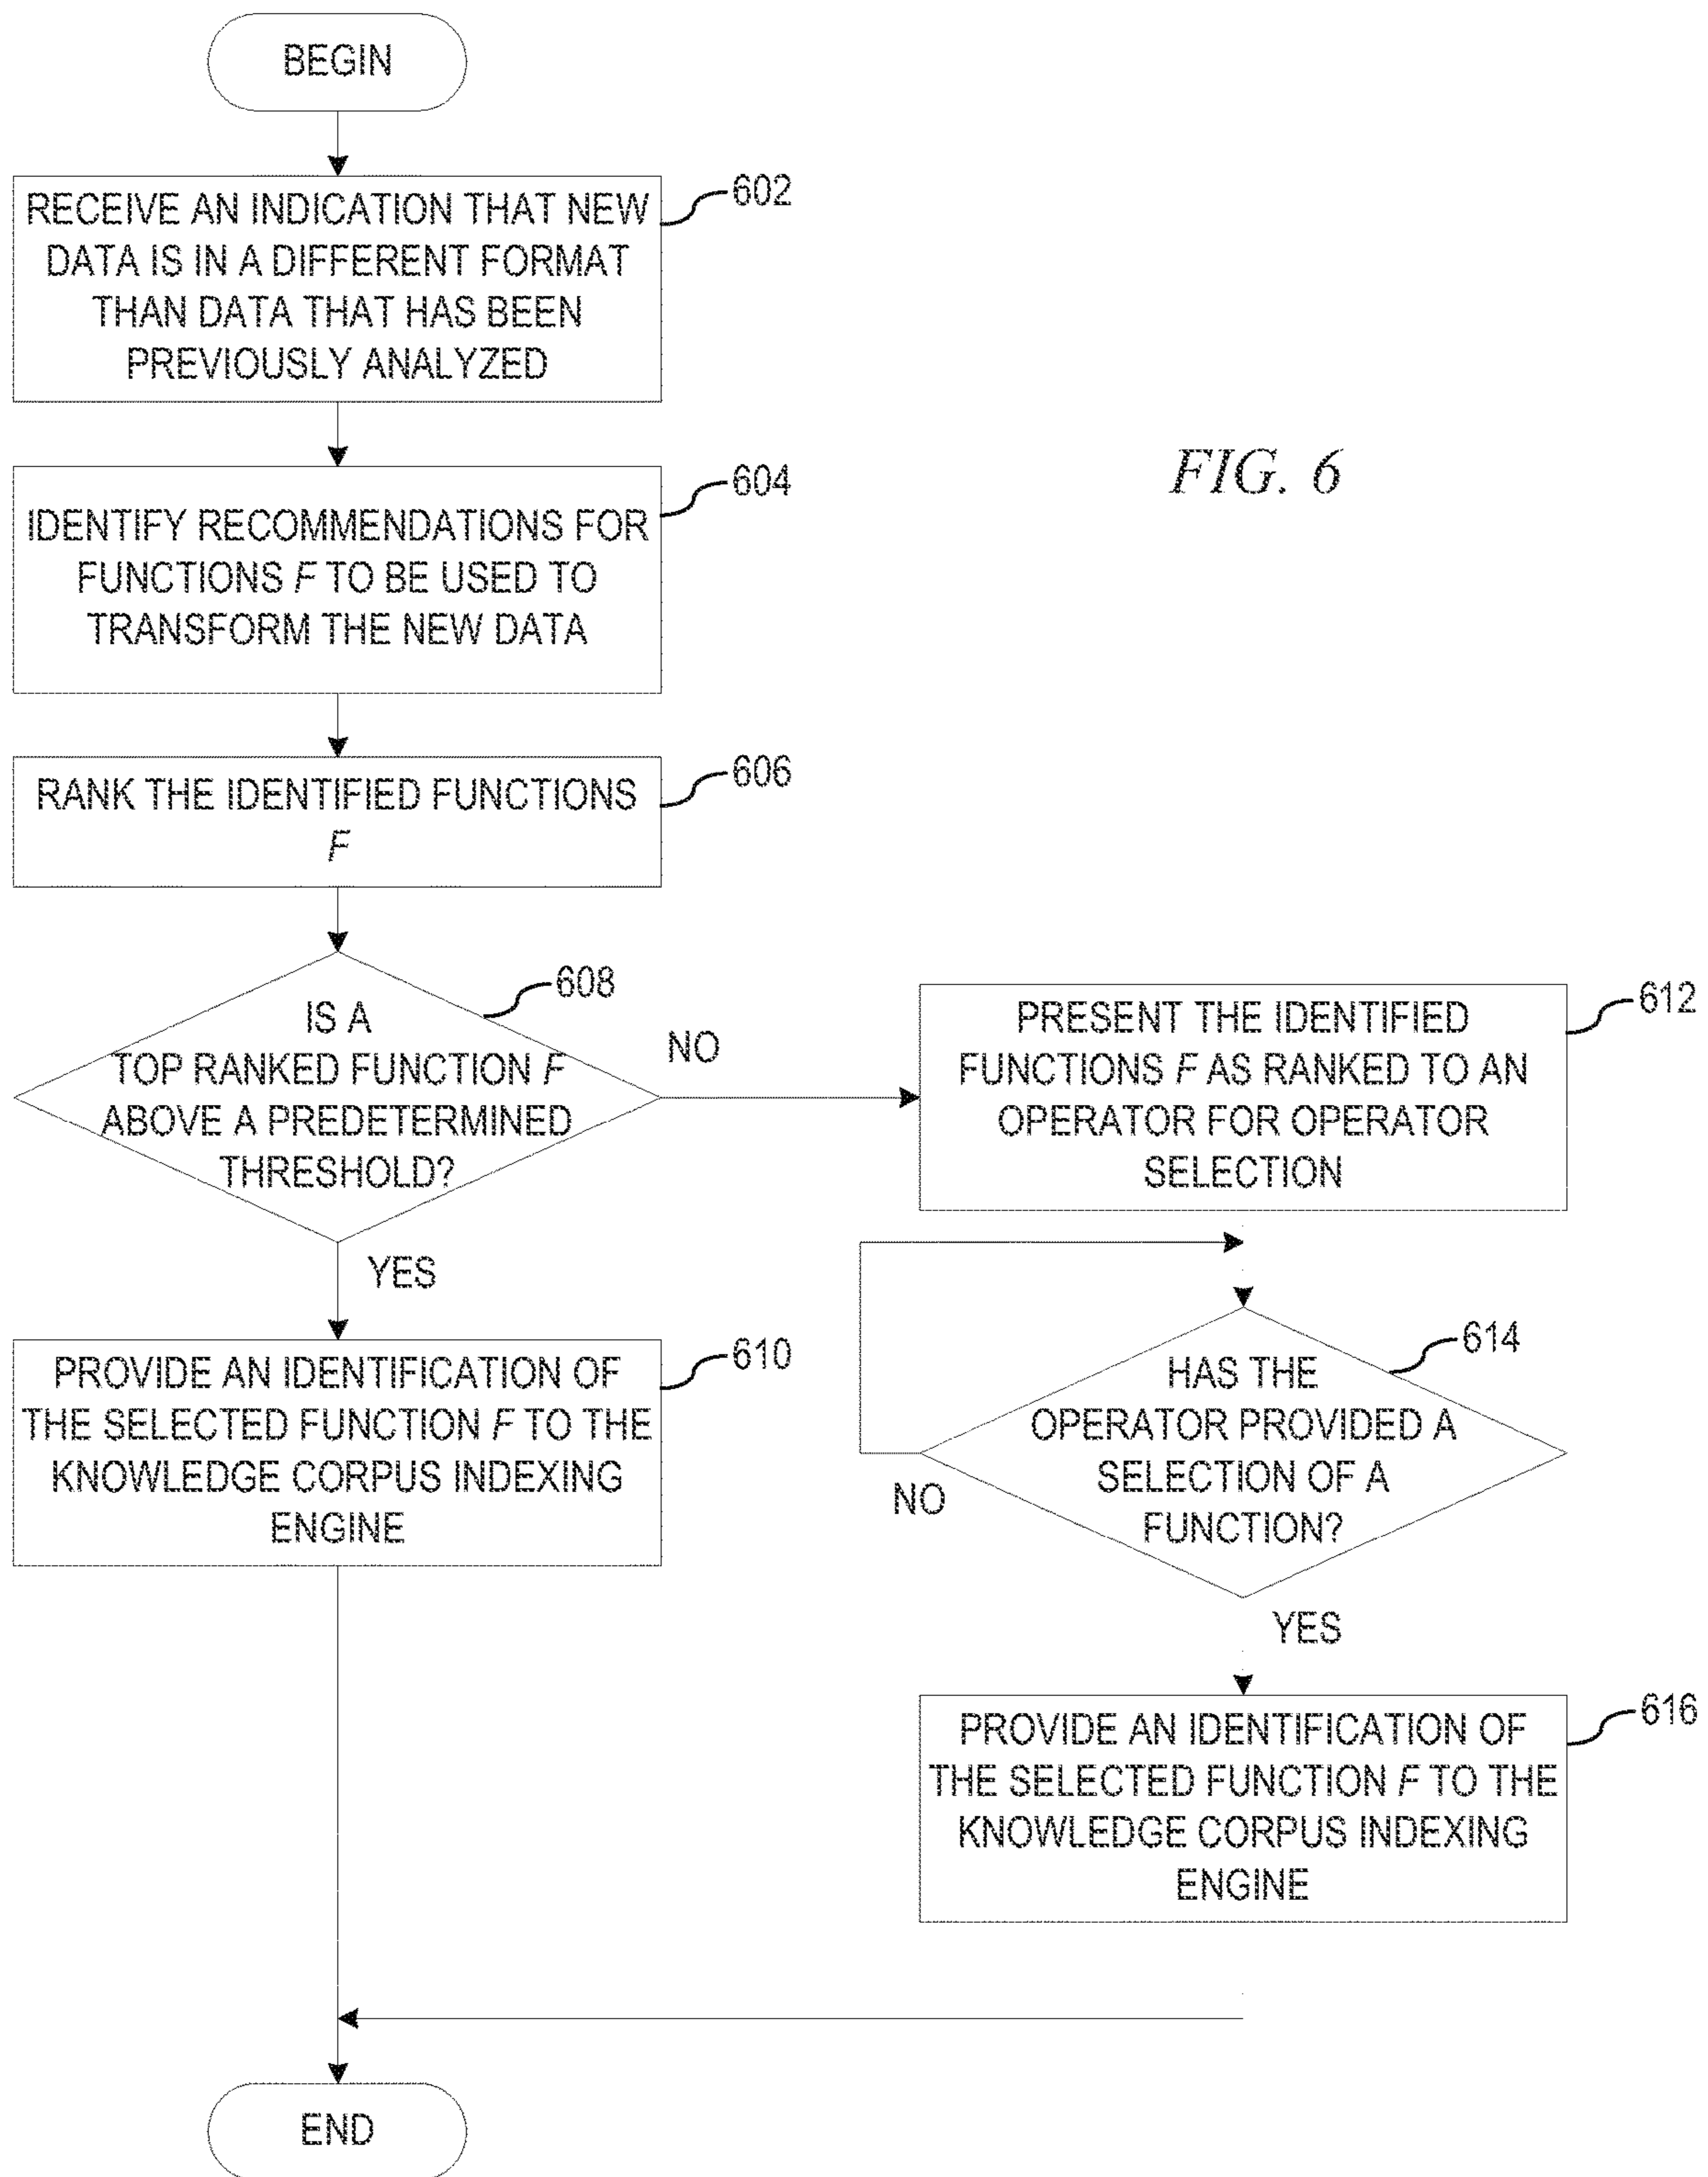 BEGIN
602
RECEIVE AN INDICATION THAT NEW
DATA IS IN A DIFFERENT FORMAT
THAN DATA THAT HAS BEEN
PREVIOUSLY ANALYZED
604
IDENTIFY RECOMMENDATIONS FOR
FUNCTIONS F TO BE USED TO
TRANSFORM THE NEW DATA
FIG. 6
606
RANK THE IDENTIFIED FUNCTIONS
F
608
IS A
TOP RANKED FUNCTION F
ABOVE A PREDETERMINED
THRESHOLD?
NO
YES
612
PRESENT THE IDENTIFIED
FUNCTIONS F AS RANKED TO AN
OPERATOR FOR OPERATOR
SELECTION
610
PROVIDE AN IDENTIFICATION OF
THE SELECTED FUNCTION F TO THE
KNOWLEDGE CORPUS INDEXING
ENGINE
614
HAS THE
OPERATOR PROVIDED A
SELECTION OF A
FUNCTION?
NO
YES
616
PROVIDE AN IDENTIFICATION OF
THE SELECTED FUNCTION F TO THE
KNOWLEDGE CORPUS INDEXING
ENGINE
END